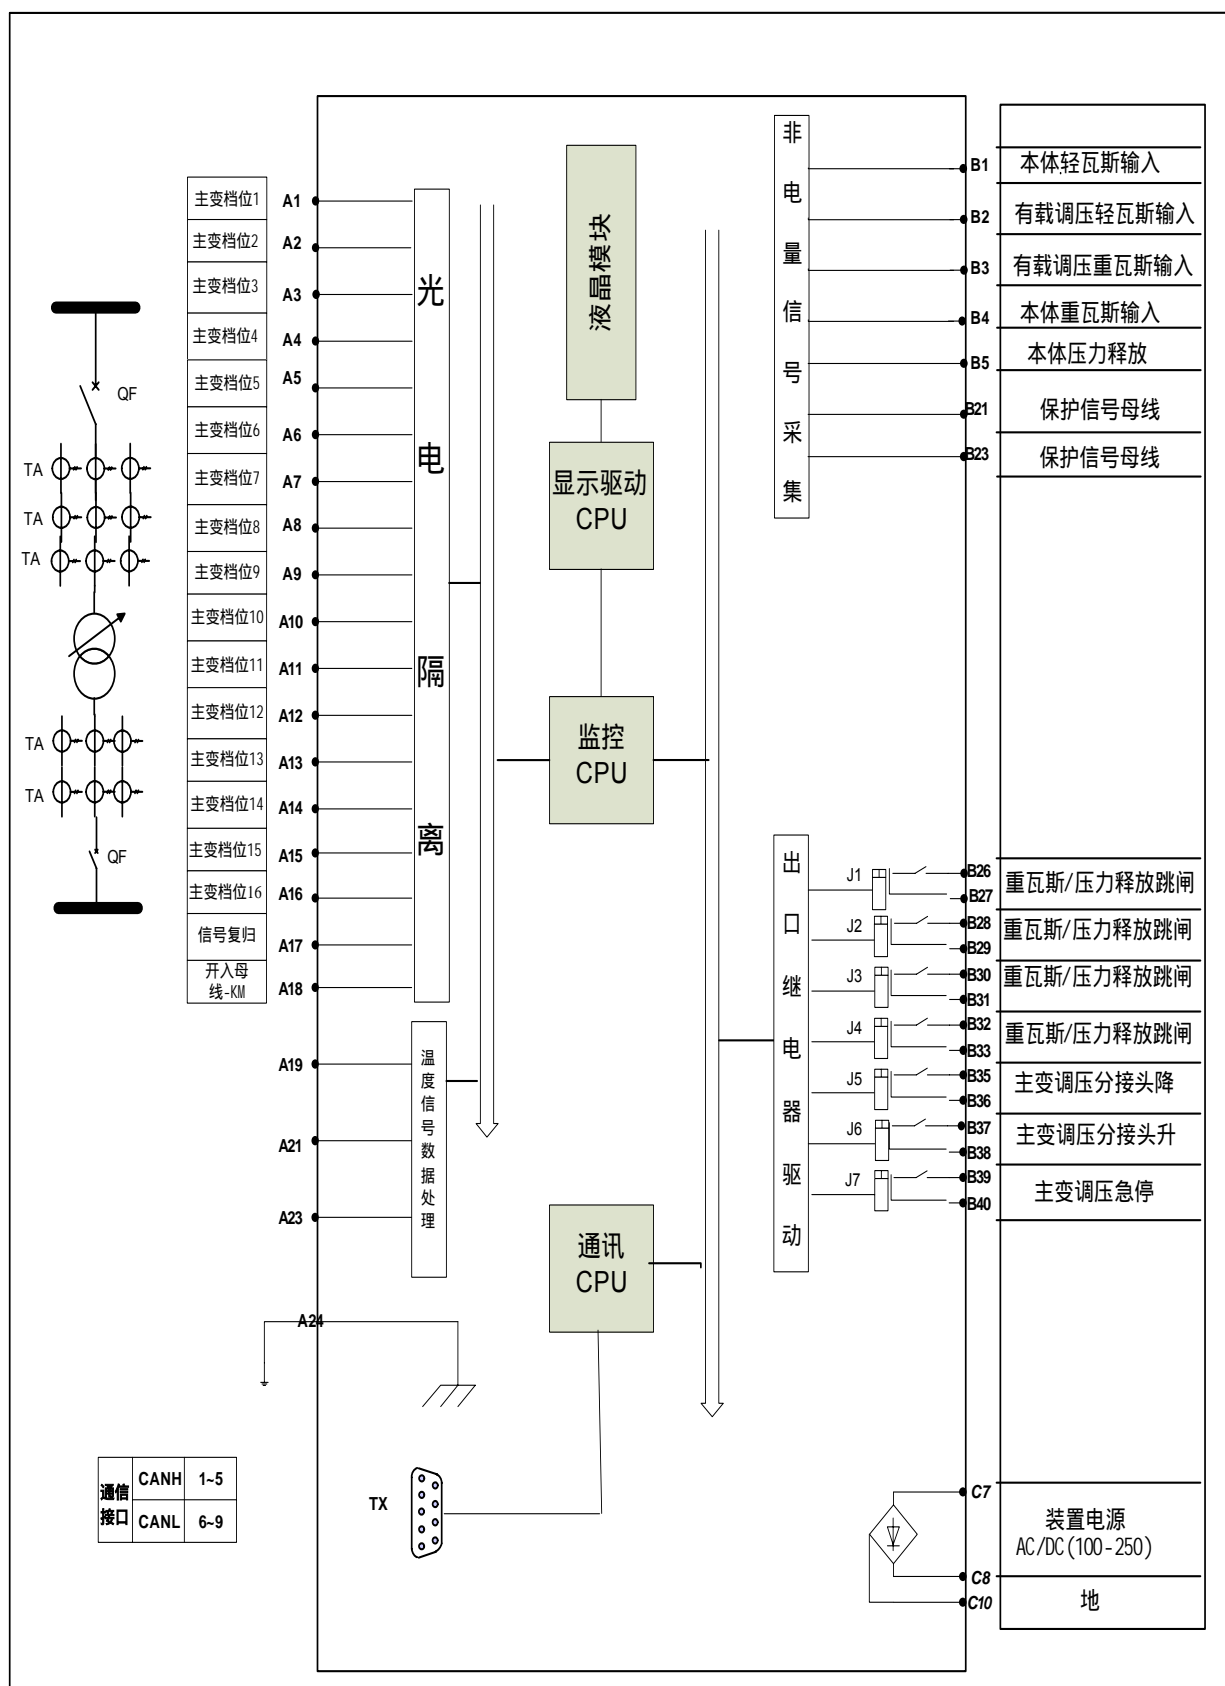 QF
TA
TA
TA
TA
TA
QF
主变档位1
主变档位2
主变档位3
主变档位4
主变档位5
主变档位6
主变档位7
主变档位8
主变档位9
主变档位10
主变档位11
主变档位12
主变档位13
主变档位14
主变档位15
主变档位16
信号复归
开入母
线-KM
A1
A2
A3
A4
A5
A6
A7
A8
A9
A10
A11
A12
A13
A14
A15
A16
A17
A18
A19
A21
A23
A24
光电隔离
温度信号数据处理
液晶模块
显示驱动
CPU
监控
CPU
通讯
CPU
非电量信号采集
出口继电器驱动
J1
J2
J3
J4
J5
J6
J7
B1
B2
B3
B4
B5
B21
B23
B26
B27
B28
B29
B30
B31
B32
B33
B35
B36
B37
B38
B39
B40
C7
C8
C10
本体轻瓦斯输入
有载调压轻瓦斯输入
有载调压重瓦斯输入
本体重瓦斯输入
本体压力释放
保护信号母线
保护信号母线
重瓦斯/压力释放跳闸
重瓦斯/压力释放跳闸
重瓦斯/压力释放跳闸
重瓦斯/压力释放跳闸
主变调压分接头降
主变调压分接头升
主变调压急停
装置电源
AC/DC(100-250)
地
通信
接口
CANH 1~5
CANL 6~9
TX